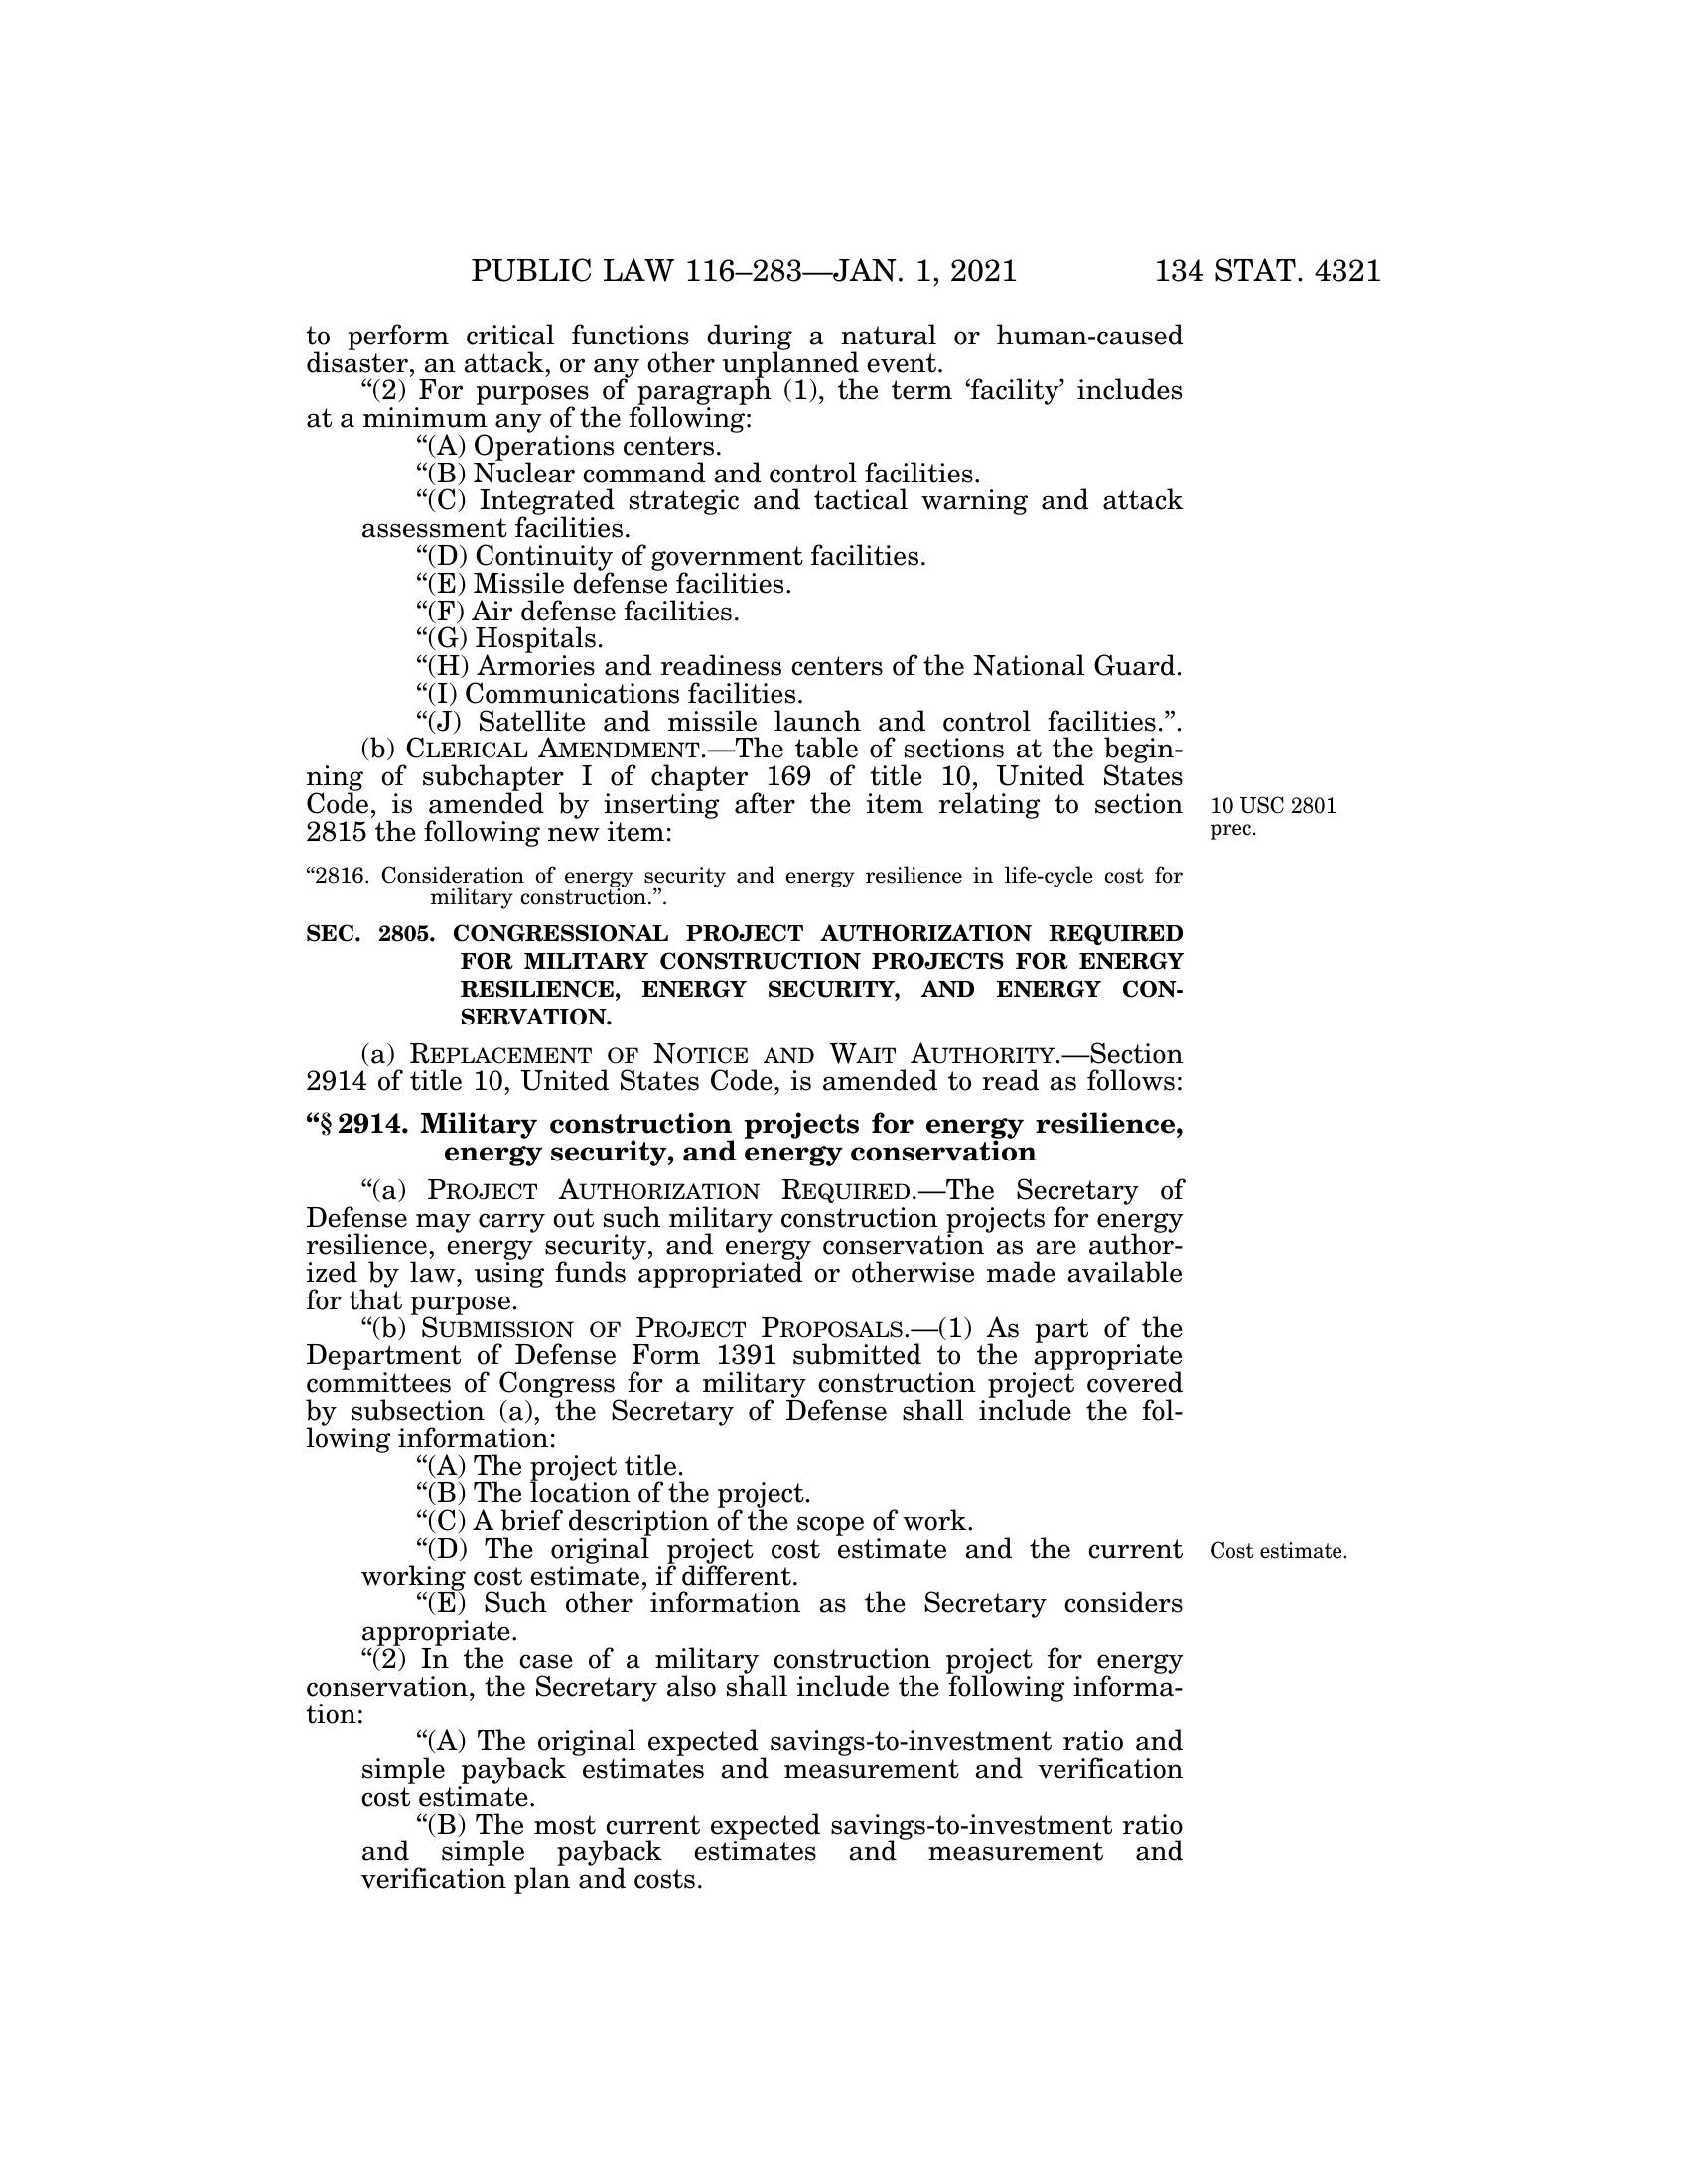 PUBLIC LAW 116–283—JAN. 1, 2021 134 STAT. 4321
to perform critical functions during a natural or human-caused
disaster, an attack, or any other unplanned event.
“(2) For purposes of paragraph (1), the term ‘facility’ includes
at a minimum any of the following:
“(A) Operations centers.
“(B) Nuclear command and control facilities.
“(C) Integrated strategic and tactical warning and attack
assessment facilities.
“(D) Continuity of government facilities.
“(E) Missile defense facilities.
“(F) Air defense facilities.
“(G) Hospitals.
“(H) Armories and readiness centers of the National Guard.
“(I) Communications facilities.
“(J) Satellite and missile launch and control facilities.”.
(b) CLERICAL AMENDMENT.—The table of sections at the begin-
ning of subchapter I of chapter 169 of title 10, United States
Code, is amended by inserting after the item relating to section
2815 the following new item:
10 USC 2801
prec.
“2816. Consideration of energy security and energy resilience in life-cycle cost for
military construction.”.
SEC. 2805. CONGRESSIONAL PROJECT AUTHORIZATION REQUIRED
FOR MILITARY CONSTRUCTION PROJECTS FOR ENERGY
RESILIENCE, ENERGY SECURITY, AND ENERGY CON-
SERVATION.
(a) REPLACEMENT OF NOTICE AND WAIT AUTHORITY.—Section
2914 of title 10, United States Code, is amended to read as follows:
“§ 2914. Military construction projects for energy resilience,
energy security, and energy conservation
“(a) PROJECT AUTHORIZATION REQUIRED.—The Secretary of
Defense may carry out such military construction projects for energy
resilience, energy security, and energy conservation as are author-
ized by law, using funds appropriated or otherwise made available
for that purpose.
“(b) SUBMISSION OF PROJECT PROPOSALS.—(1) As part of the
Department of Defense Form 1391 submitted to the appropriate
committees of Congress for a military construction project covered
by subsection (a), the Secretary of Defense shall include the fol-
lowing information:
“(A) The project title.
“(B) The location of the project.
“(C) A brief description of the scope of work.
“(D) The original project cost estimate and the current
working cost estimate, if different.
Cost estimate.
“(E) Such other information as the Secretary considers
appropriate.
“(2) In the case of a military construction project for energy
conservation, the Secretary also shall include the following informa-
tion:
“(A) The original expected savings-to-investment ratio and
simple payback estimates and measurement and verification
cost estimate.
“(B) The most current expected savings-to-investment ratio
and simple payback estimates and measurement and
verification plan and costs.